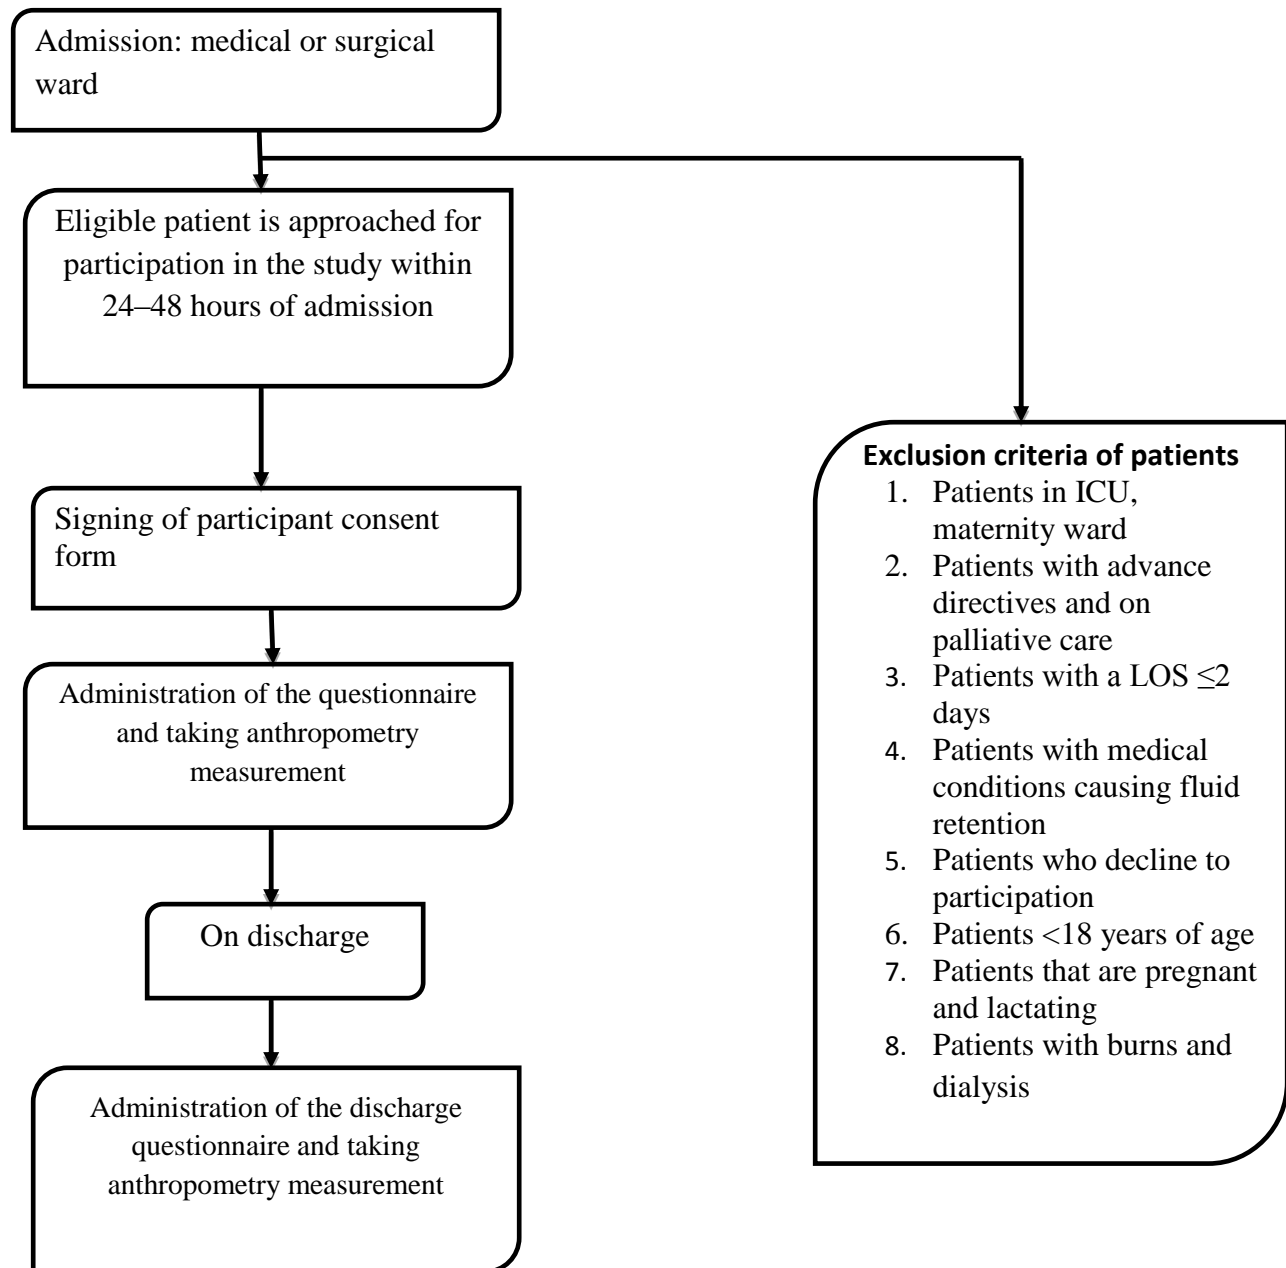 Admission: medical or surgical
ward
Eligible patient is approached for
participation in the study within
24–48 hours of admission
Signing of participant consent
form
Administration of the questionnaire
and taking anthropometry
measurement
On discharge
Administration of the discharge
questionnaire and taking
anthropometry measurement
Exclusion criteria of patients
1. Patients in ICU,
maternity ward
2. Patients with advance
directives and on
palliative care
3. Patients with a LOS ≤2
days
4. Patients with medical
conditions causing fluid
retention
5. Patients who decline to
participation
6. Patients <18 years of age
7. Patients that are pregnant
and lactating
8. Patients with burns and
dialysis